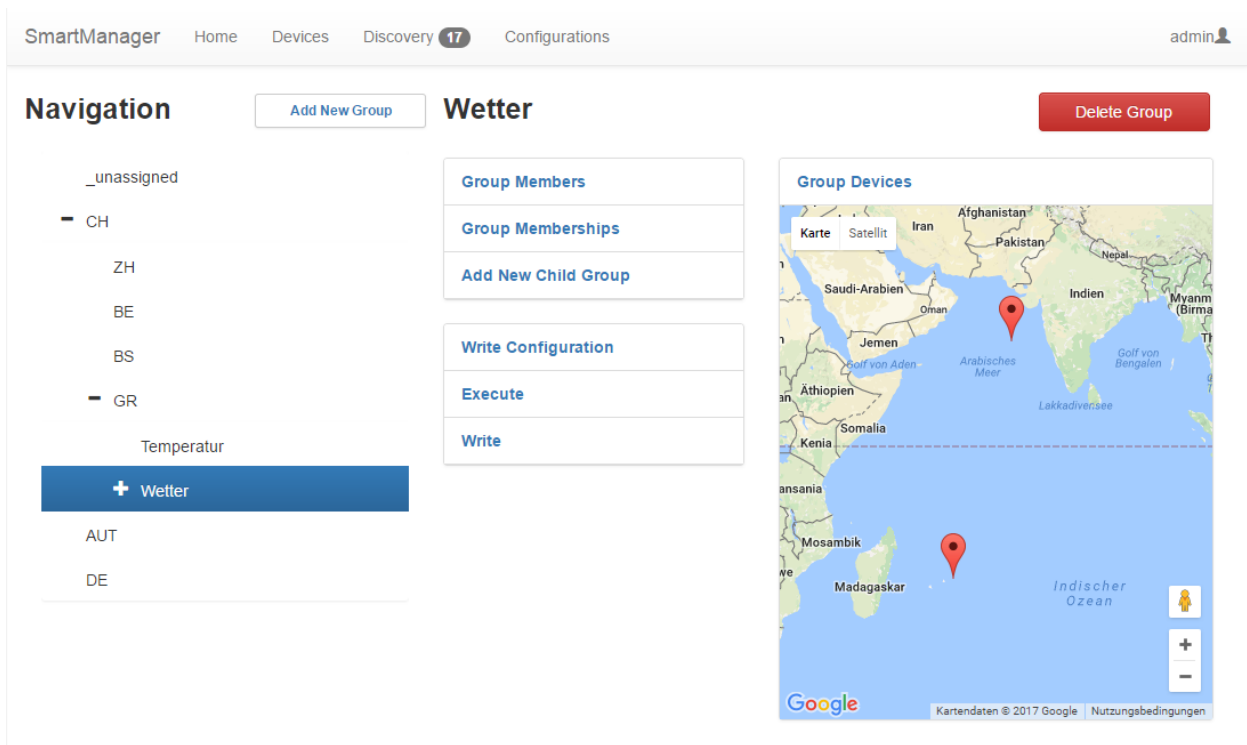 SmartManager Home Devices Discovery 17 Configurations admin
Navigation Add New Group
_unassigned
CH
ZH
BE
BS
GR
Temperatur
Wetter
AUT
DE
Wetter Delete Group
Group Members
Group Memberships
Add New Child Group
Write Configuration
Execute
Write
Group Devices
Karte Satellit
Afghanistan
Iran
Pakistan
Nepal
Saudi-Arabien
Oman
Indien
Myanm
(Birma
Jemen
Golf von Aden
Arabisches
Meer
Golf von
Bengalen
Äthiopien
Lakkadivensee
Somalia
Kenia
ansania
Mosambik
Madagaskar
Indischer
Ozean
Google
Kartendaten © 2017 Google Nutzungsbedingungen